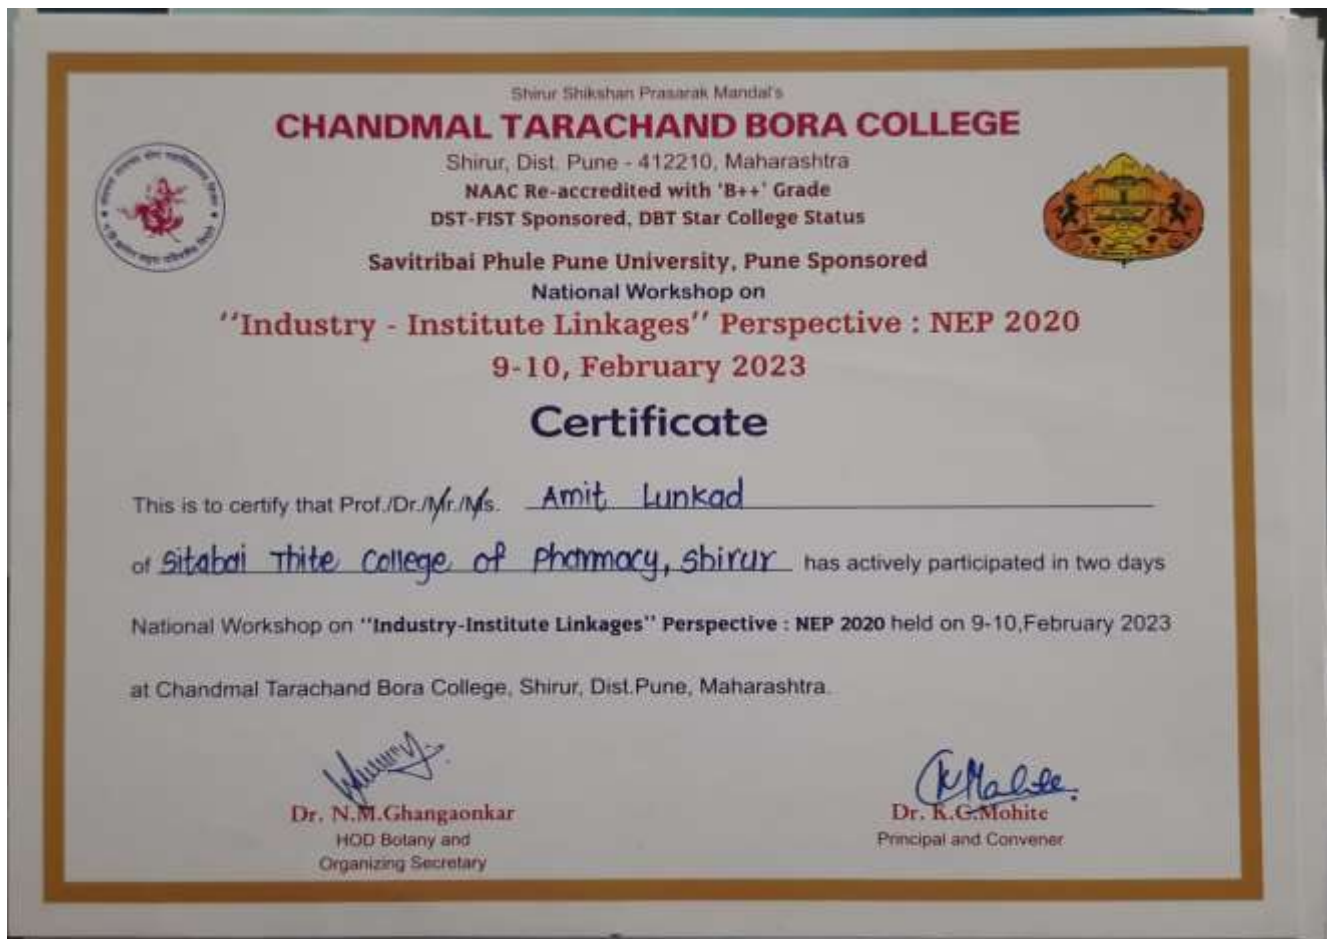 Shirur Shikshan Prasarak Mandal's
CHANDMAL TARACHAND BORA COLLEGE
Shirur, Dist. Pune - 412210, Maharashtra
NAAC Re-accredited with 'B++' Grade
DST-FIST Sponsored, DBT Star College Status
Savitribai Phule Pune University, Pune Sponsored
National Workshop on
''Industry - Institute Linkages'' Perspective : NEP 2020
9-10, February 2023
Certificate
This is to certify that Prof./Dr./Mr./Ms. Amit Lunkad
of Sitabai Thite College of Pharmacy, Shirur has actively participated in two days
National Workshop on ''Industry-Institute Linkages'' Perspective : NEP 2020 held on 9-10,February 2023
at Chandmal Tarachand Bora College, Shirur, Dist.Pune, Maharashtra.
Dr. N.M.Ghangaonkar
HOD Botany and
Organizing Secretary
KMohite.
Dr. K.G.Mohite
Principal and Convener